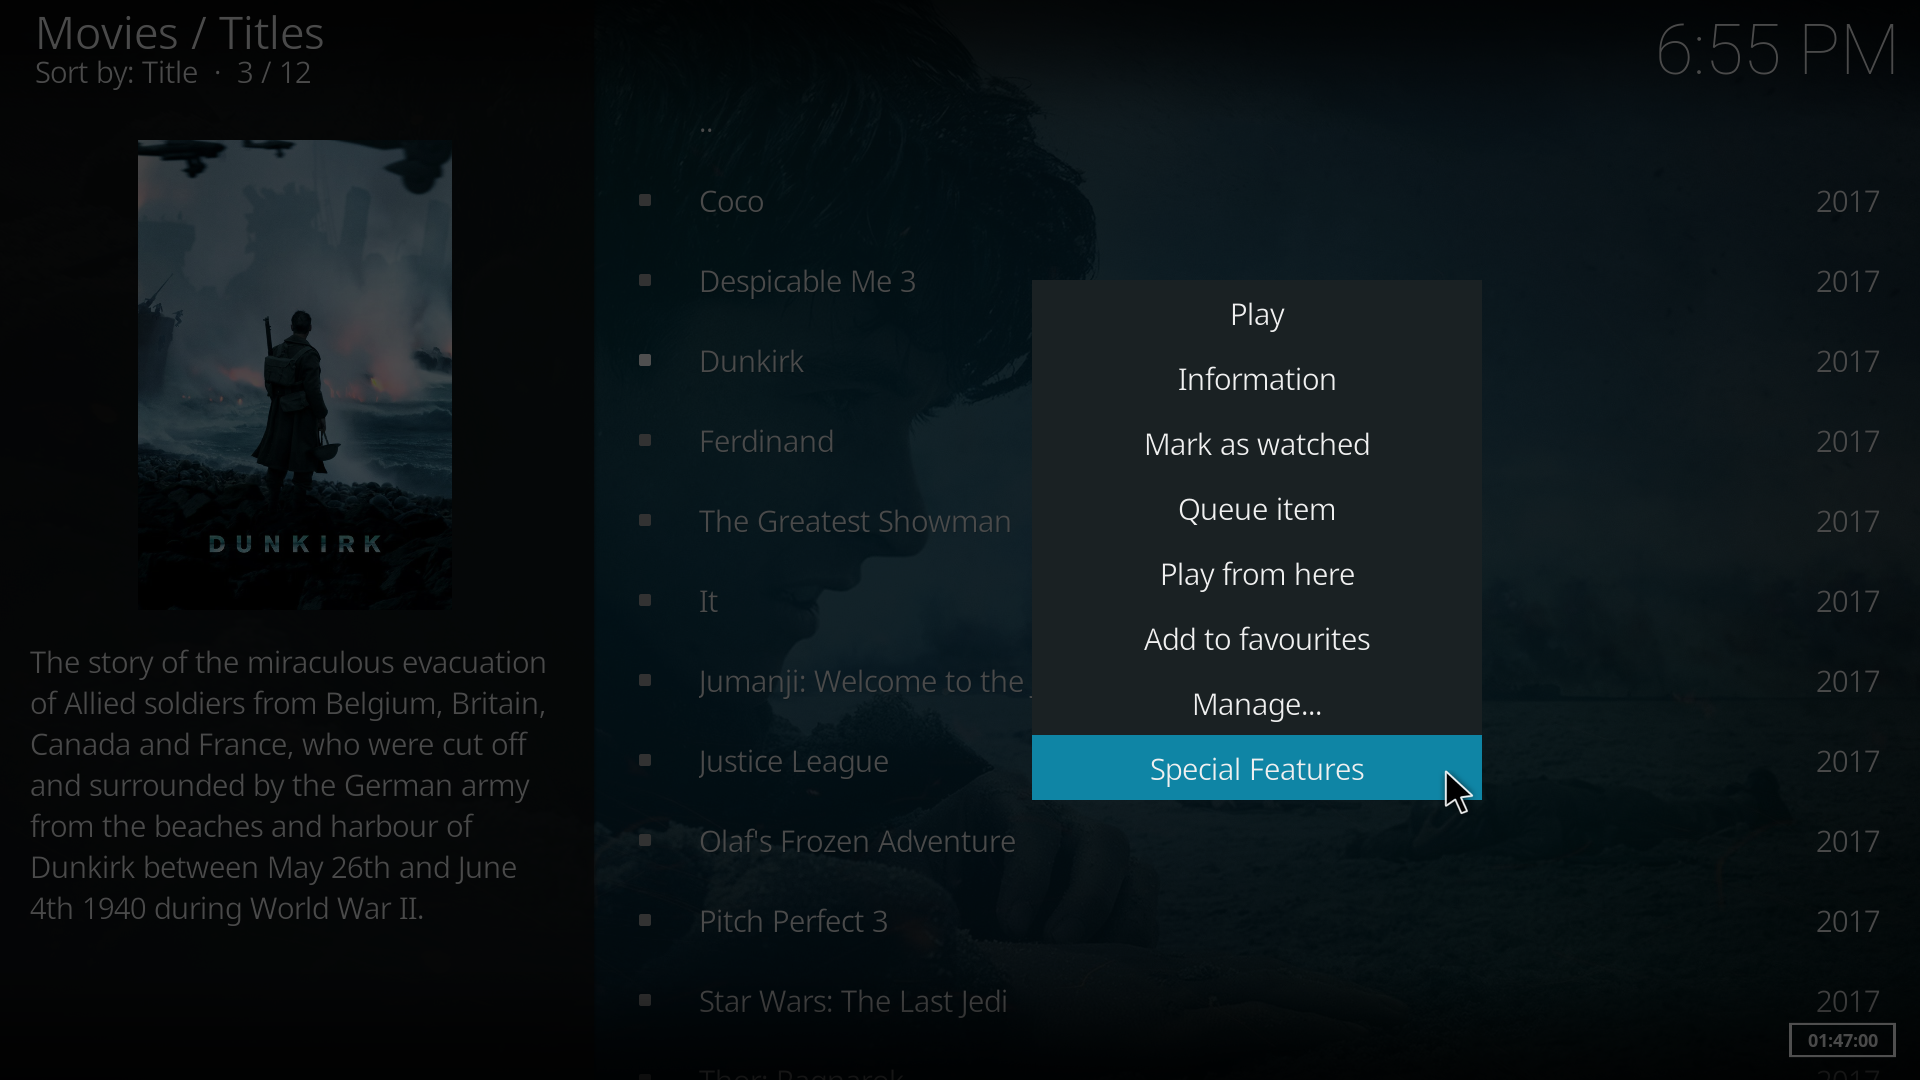 Movies / Titles
Sort by: Title · 3 / 12
6:55 PM
DUNKIRK
The story of the miraculous evacuation
of Allied soldiers from Belgium, Britain,
Canada and France, who were cut off
and surrounded by the German army
from the beaches and harbour of
Dunkirk between May 26th and June
4th 1940 during World War II.
..
Coco 2017
Despicable Me 3 2017
Dunkirk 2017
Ferdinand 2017
The Greatest Showman 2017
It 2017
Jumanji: Welcome to the 2017
Justice League 2017
Olaf's Frozen Adventure 2017
Pitch Perfect 3 2017
Star Wars: The Last Jedi 2017
Thor: Ragnarok 2017
Play
Information
Mark as watched
Queue item
Play from here
Add to favourites
Manage...
Special Features
01:47:00